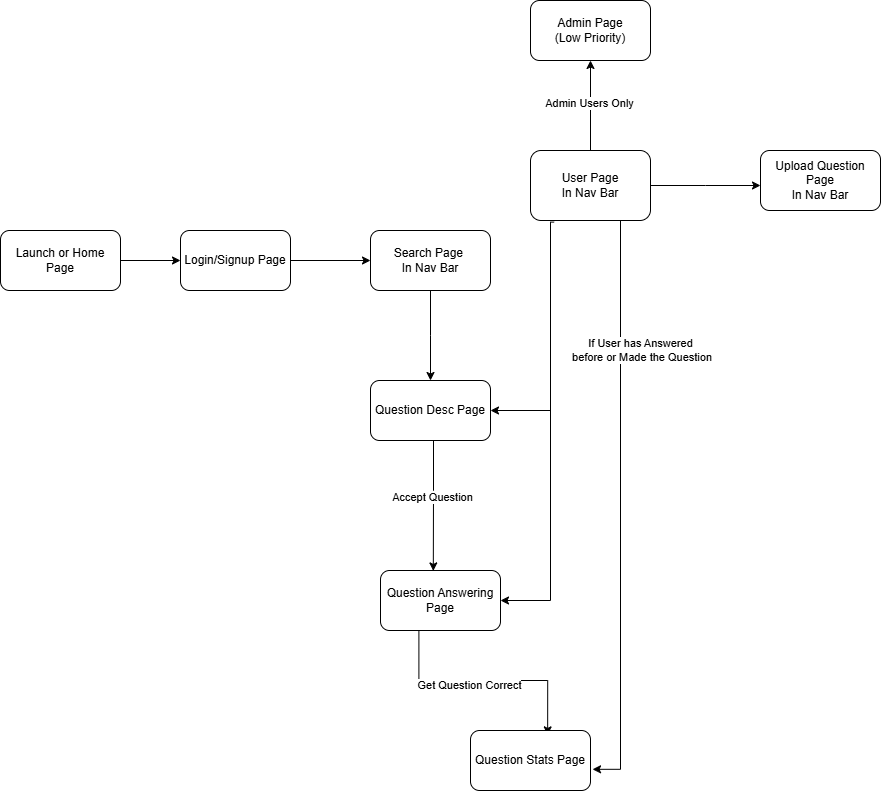 Admin Page
(Low Priority)
Admin Users Only
User Page
In Nav Bar
Upload Question
Page
In Nav Bar
Launch or Home
Page
Login/Signup Page
Search Page
In Nav Bar
If User has Answered
before or Made the Question
Question Desc Page
Accept Question
Question Answering
Page
Get Question Correct
Question Stats Page